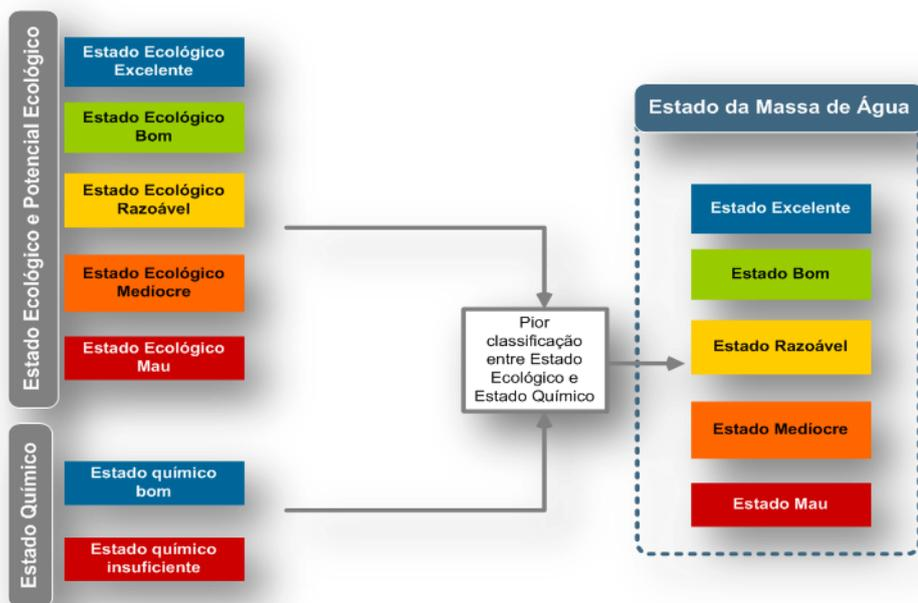 Estado Ecológico e Potencial Ecológico
Estado Ecológico
Excelente
Estado Ecológico
Bom
Estado Ecológico
Razoável
Estado Ecológico
Medíocre
Estado Ecológico
Mau
Estado Químico
Estado químico
bom
Estado químico
insuficiente
Pior
classificação
entre Estado
Ecológico e
Estado Químico
Estado da Massa de Água
Estado Excelente
Estado Bom
Estado Razoável
Estado Medíocre
Estado Mau